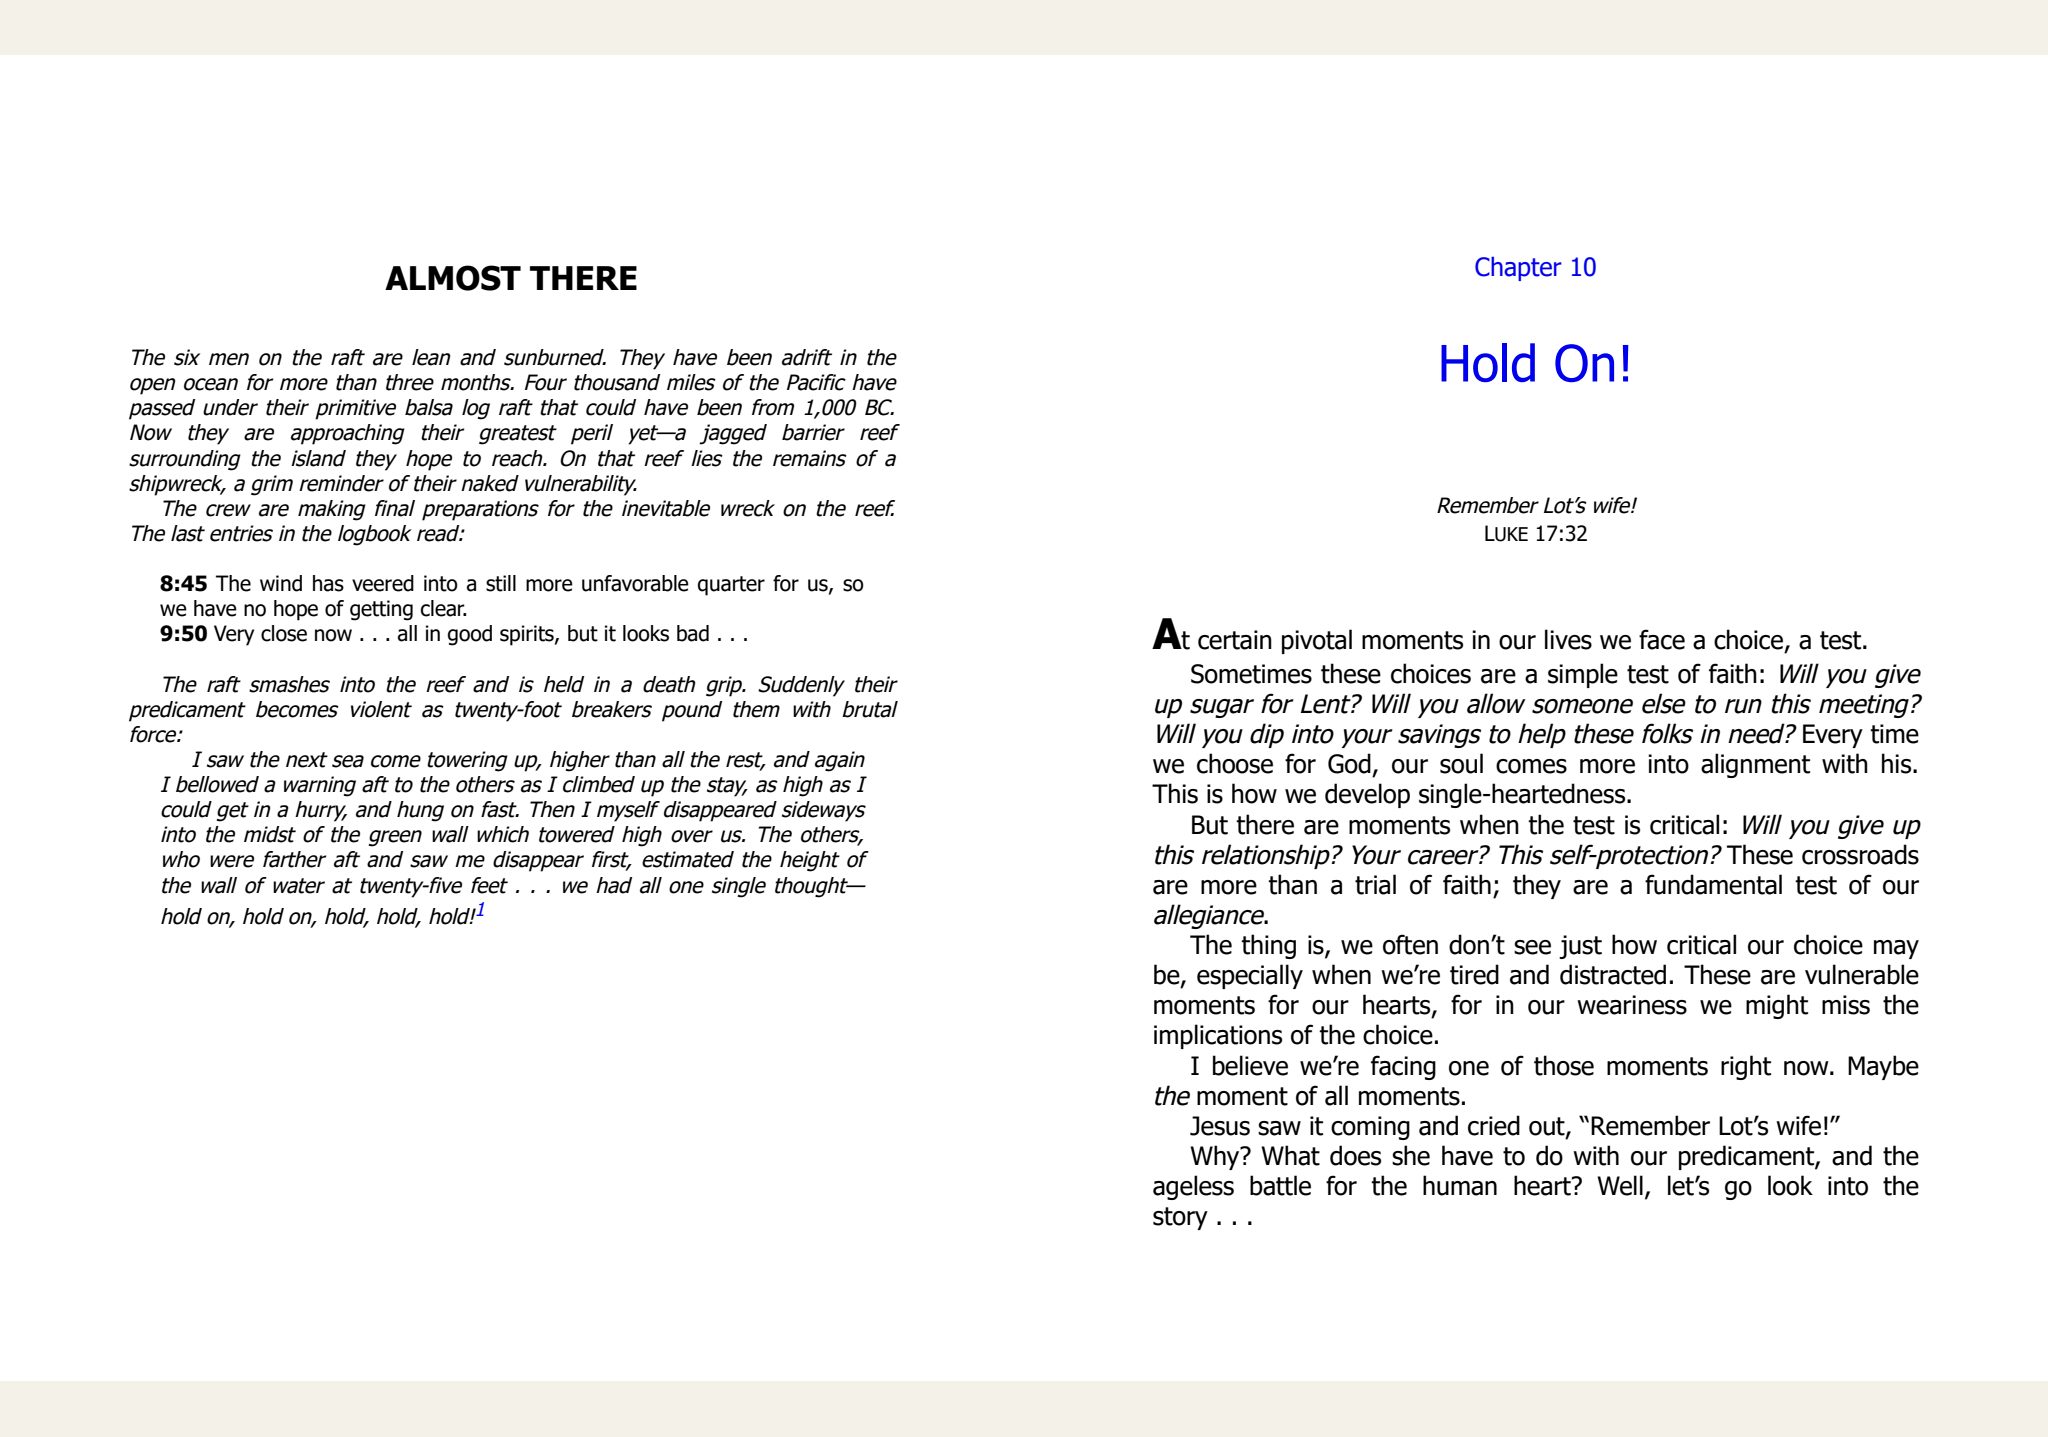 ALMOST THERE
The six men on the raft are lean and sunburned. They have been adrift in the
open ocean for more than three months. Four thousand miles of the Pacific have
passed under their primitive balsa log raft that could have been from 1,000 BC.
Now they are approaching their greatest peril yet—a jagged barrier reef
surrounding the island they hope to reach. On that reef lies the remains of a
shipwreck, a grim reminder of their naked vulnerability.
The crew are making final preparations for the inevitable wreck on the reef.
The last entries in the logbook read:
8:45 The wind has veered into a still more unfavorable quarter for us, so
we have no hope of getting clear.
9:50 Very close now . . . all in good spirits, but it looks bad . . .
The raft smashes into the reef and is held in a death grip. Suddenly their
predicament becomes violent as twenty-foot breakers pound them with brutal
force:
I saw the next sea come towering up, higher than all the rest, and again
I bellowed a warning aft to the others as I climbed up the stay, as high as I
could get in a hurry, and hung on fast. Then I myself disappeared sideways
into the midst of the green wall which towered high over us. The others,
who were farther aft and saw me disappear first, estimated the height of
the wall of water at twenty-five feet . . . we had all one single thought—
hold on, hold on, hold, hold, hold!1
Chapter 10
Hold On!
Remember Lot’s wife!
LUKE 17:32
At certain pivotal moments in our lives we face a choice, a test.
Sometimes these choices are a simple test of faith: Will you give
up sugar for Lent? Will you allow someone else to run this meeting?
Will you dip into your savings to help these folks in need? Every time
we choose for God, our soul comes more into alignment with his.
This is how we develop single-heartedness.
But there are moments when the test is critical: Will you give up
this relationship? Your career? This self-protection? These crossroads
are more than a trial of faith; they are a fundamental test of our
allegiance.
The thing is, we often don’t see just how critical our choice may
be, especially when we’re tired and distracted. These are vulnerable
moments for our hearts, for in our weariness we might miss the
implications of the choice.
I believe we’re facing one of those moments right now. Maybe
the moment of all moments.
Jesus saw it coming and cried out, “Remember Lot’s wife!”
Why? What does she have to do with our predicament, and the
ageless battle for the human heart? Well, let’s go look into the
story . . .